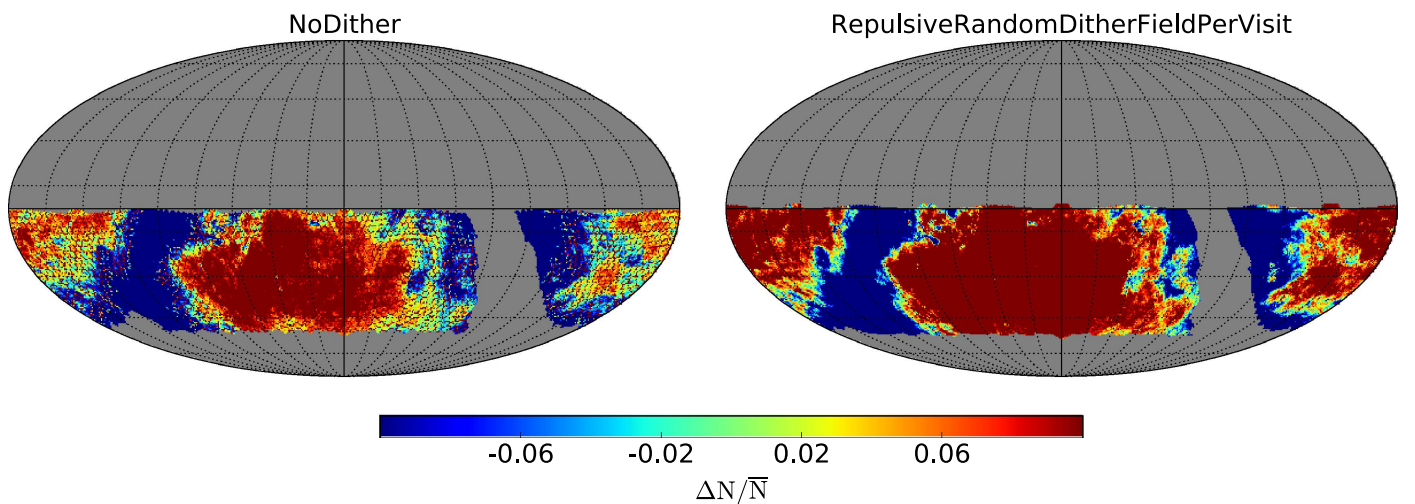 NoDither
RepulsiveRandomDitherFieldPerVisit
-0.06 -0.02 0.02 0.06
ΔN/N̅